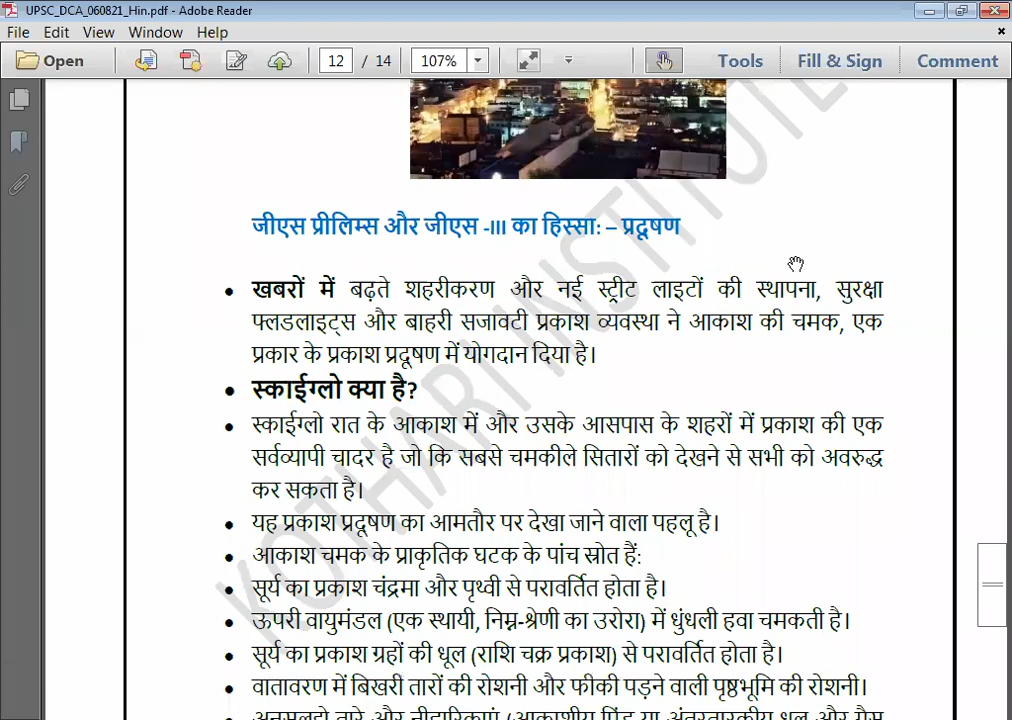 UPSC_DCA_060821_Hin.pdf - Adobe Reader
File Edit View Window Help
Open 12 / 14 107% Tools Fill & Sign Comment
जीएस प्रीलिम्स और जीएस -III का हिस्सा: – प्रदूषण
• खबरों में बढ़ते शहरीकरण और नई स्ट्रीट लाइटों की स्थापना, सुरक्षा
फ्लडलाइट्स और बाहरी सजावटी प्रकाश व्यवस्था ने आकाश की चमक, एक
प्रकार के प्रकाश प्रदूषण में योगदान दिया है।
• स्काईग्लो क्या है?
• स्काईग्लो रात के आकाश में और उसके आसपास के शहरों में प्रकाश की एक
सर्वव्यापी चादर है जो कि सबसे चमकीले सितारों को देखने से सभी को अवरुद्ध
कर सकता है।
• यह प्रकाश प्रदूषण का आमतौर पर देखा जाने वाला पहलू है।
• आकाश चमक के प्राकृतिक घटक के पांच स्रोत हैं:
• सूर्य का प्रकाश चंद्रमा और पृथ्वी से परावर्तित होता है।
• ऊपरी वायुमंडल (एक स्थायी, निम्न-श्रेणी का उरोरा) में धुंधली हवा चमकती है।
• सूर्य का प्रकाश ग्रहों की धूल (राशि चक्र प्रकाश) से परावर्तित होता है।
• वातावरण में बिखरी तारों की रोशनी और फीकी पड़ने वाली पृष्ठभूमि की रोशनी।
KOTHARI INSTITUTE